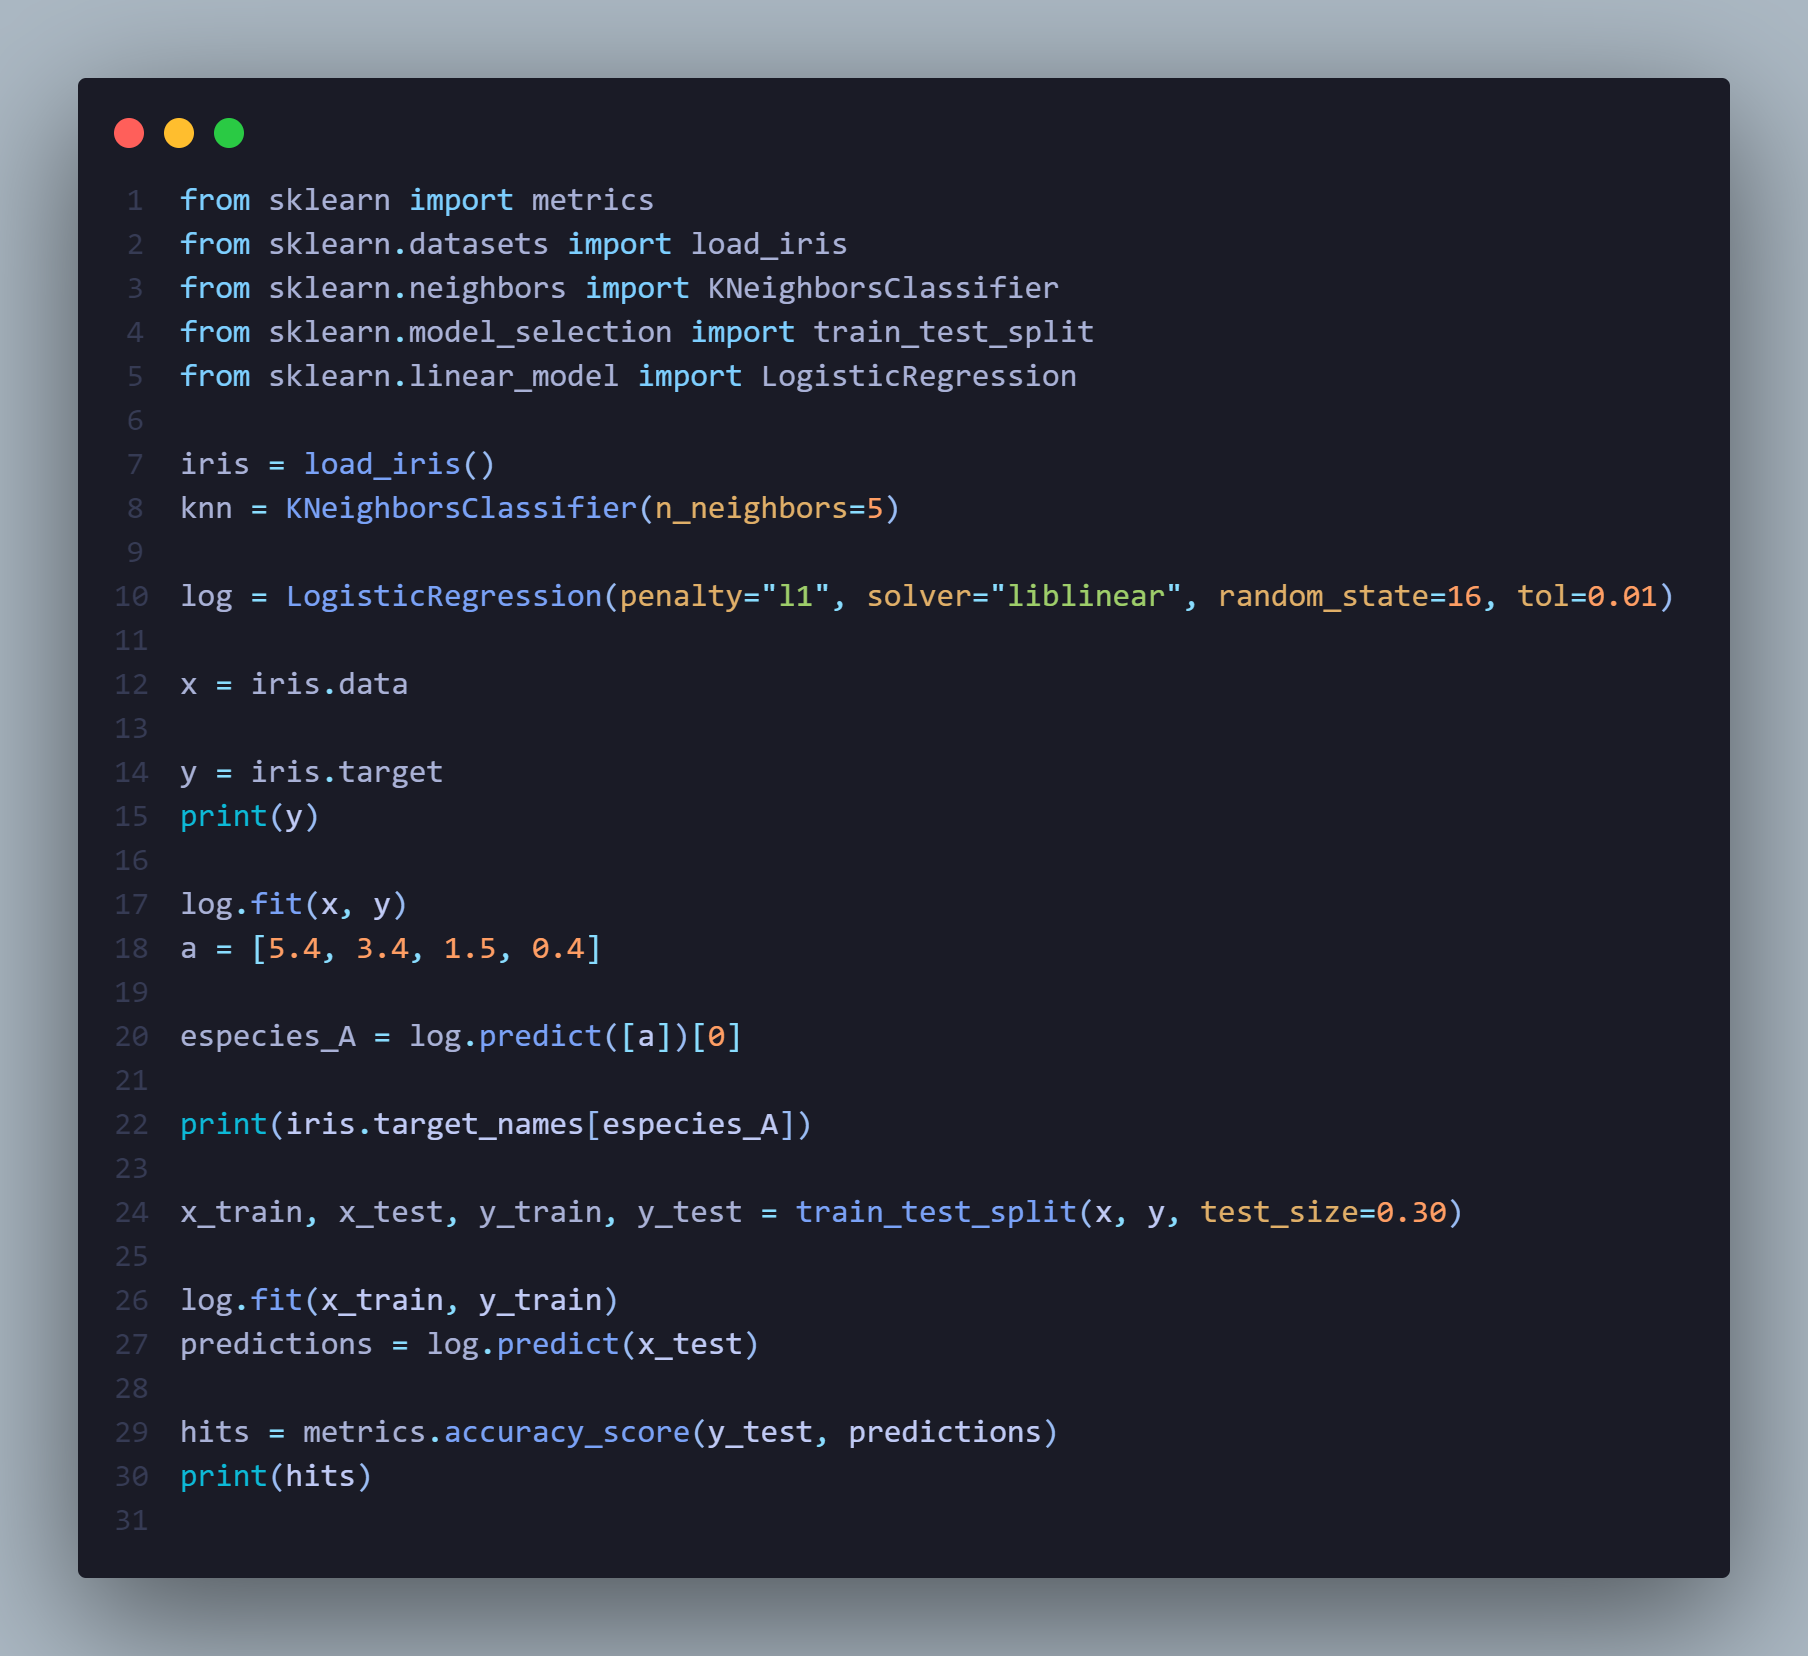 1 from sklearn import metrics
2 from sklearn.datasets import load_iris
3 from sklearn.neighbors import KNeighborsClassifier
4 from sklearn.model_selection import train_test_split
5 from sklearn.linear_model import LogisticRegression
6
7 iris = load_iris()
8 knn = KNeighborsClassifier(n_neighbors=5)
9
10 log = LogisticRegression(penalty="l1", solver="liblinear", random_state=16, tol=0.01)
11
12 x = iris.data
13
14 y = iris.target
15 print(y)
16
17 log.fit(x, y)
18 a = [5.4, 3.4, 1.5, 0.4]
19
20 especies_A = log.predict([a])[0]
21
22 print(iris.target_names[especies_A])
23
24 x_train, x_test, y_train, y_test = train_test_split(x, y, test_size=0.30)
25
26 log.fit(x_train, y_train)
27 predictions = log.predict(x_test)
28
29 hits = metrics.accuracy_score(y_test, predictions)
30 print(hits)
31